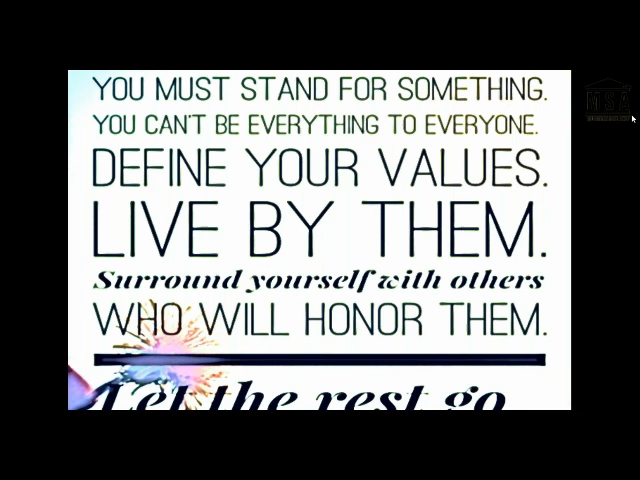 YOU MUST STAND FOR SOMETHING.
YOU CAN'T BE EVERYTHING TO EVERYONE.
DEFINE YOUR VALUES.
LIVE BY THEM.
Surround yourself with others
WHO WILL HONOR THEM.
Let the rest go
MSA